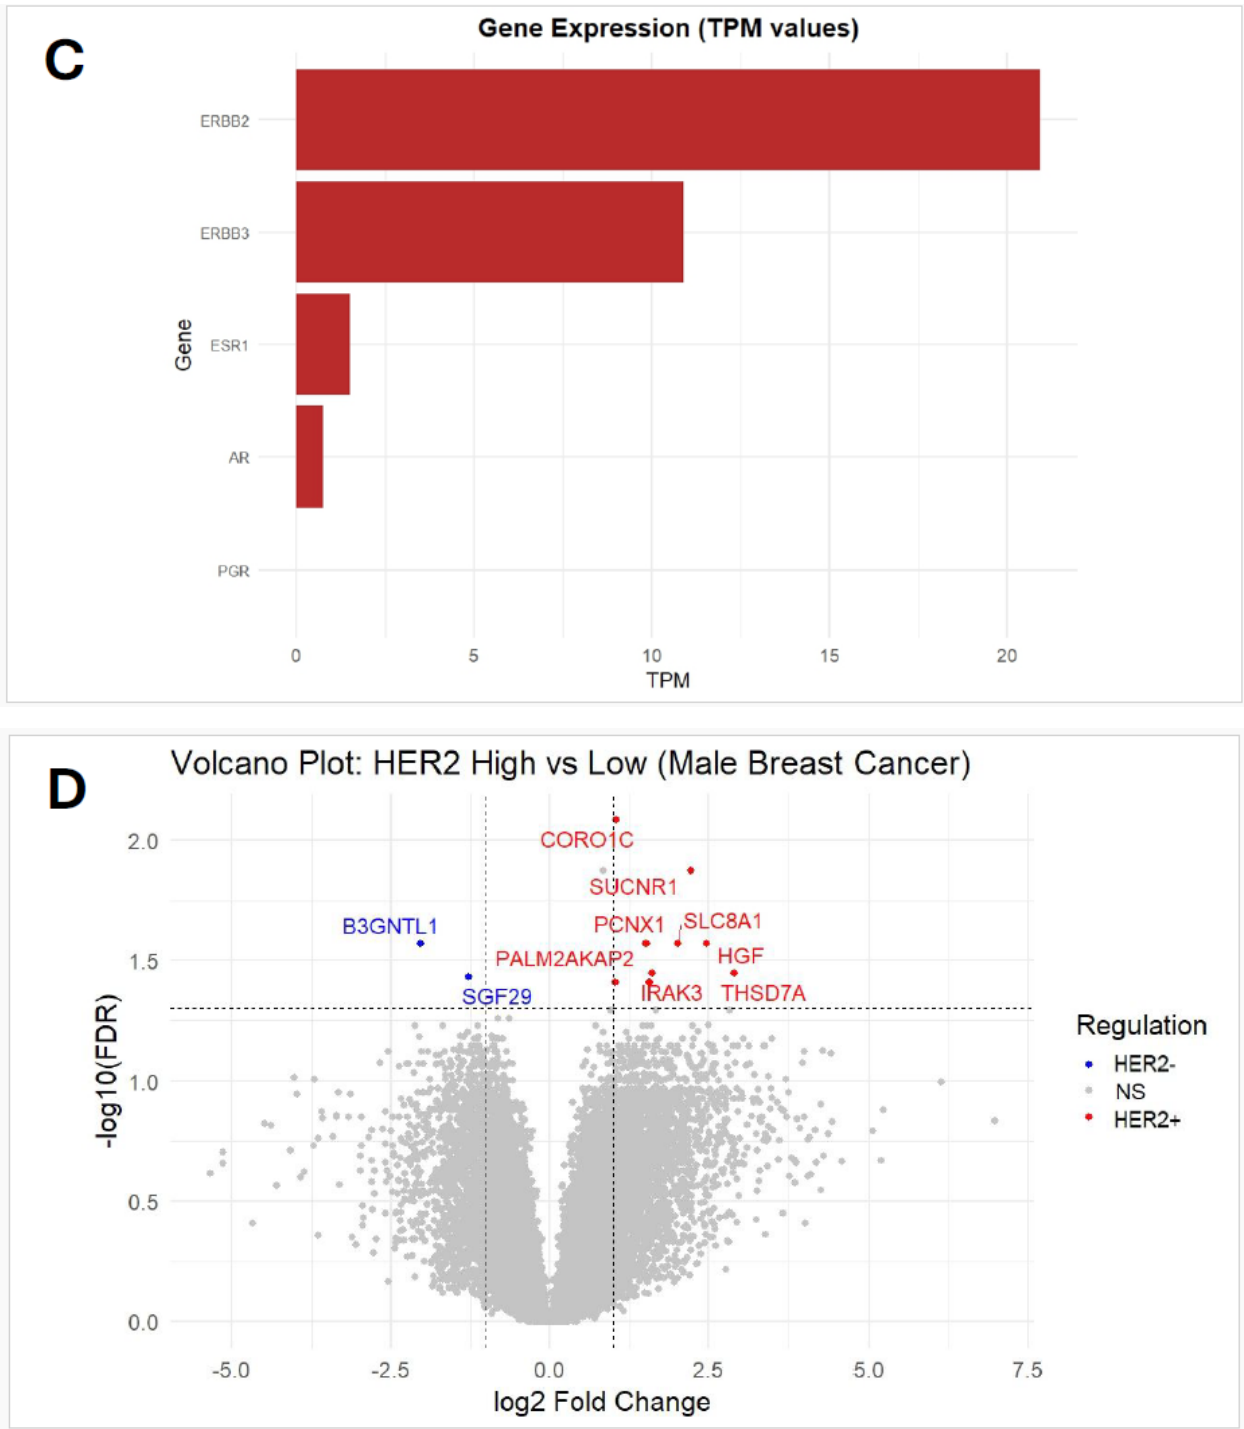 C
Gene Expression (TPM values)
ERBB2
ERBB3
ESR1
AR
PGR
Gene
0 5 10 15 20
TPM
D
Volcano Plot: HER2 High vs Low (Male Breast Cancer)
2.0
1.5
1.0
0.5
0.0
-log10(FDR)
CORO1C
SUCNR1
B3GNTL1
PCNX1 SLC8A1
PALM2AKAP2 HGF
SGF29 IRAK3 THSD7A
Regulation
HER2-
NS
HER2+
-5.0 -2.5 0.0 2.5 5.0 7.5
log2 Fold Change